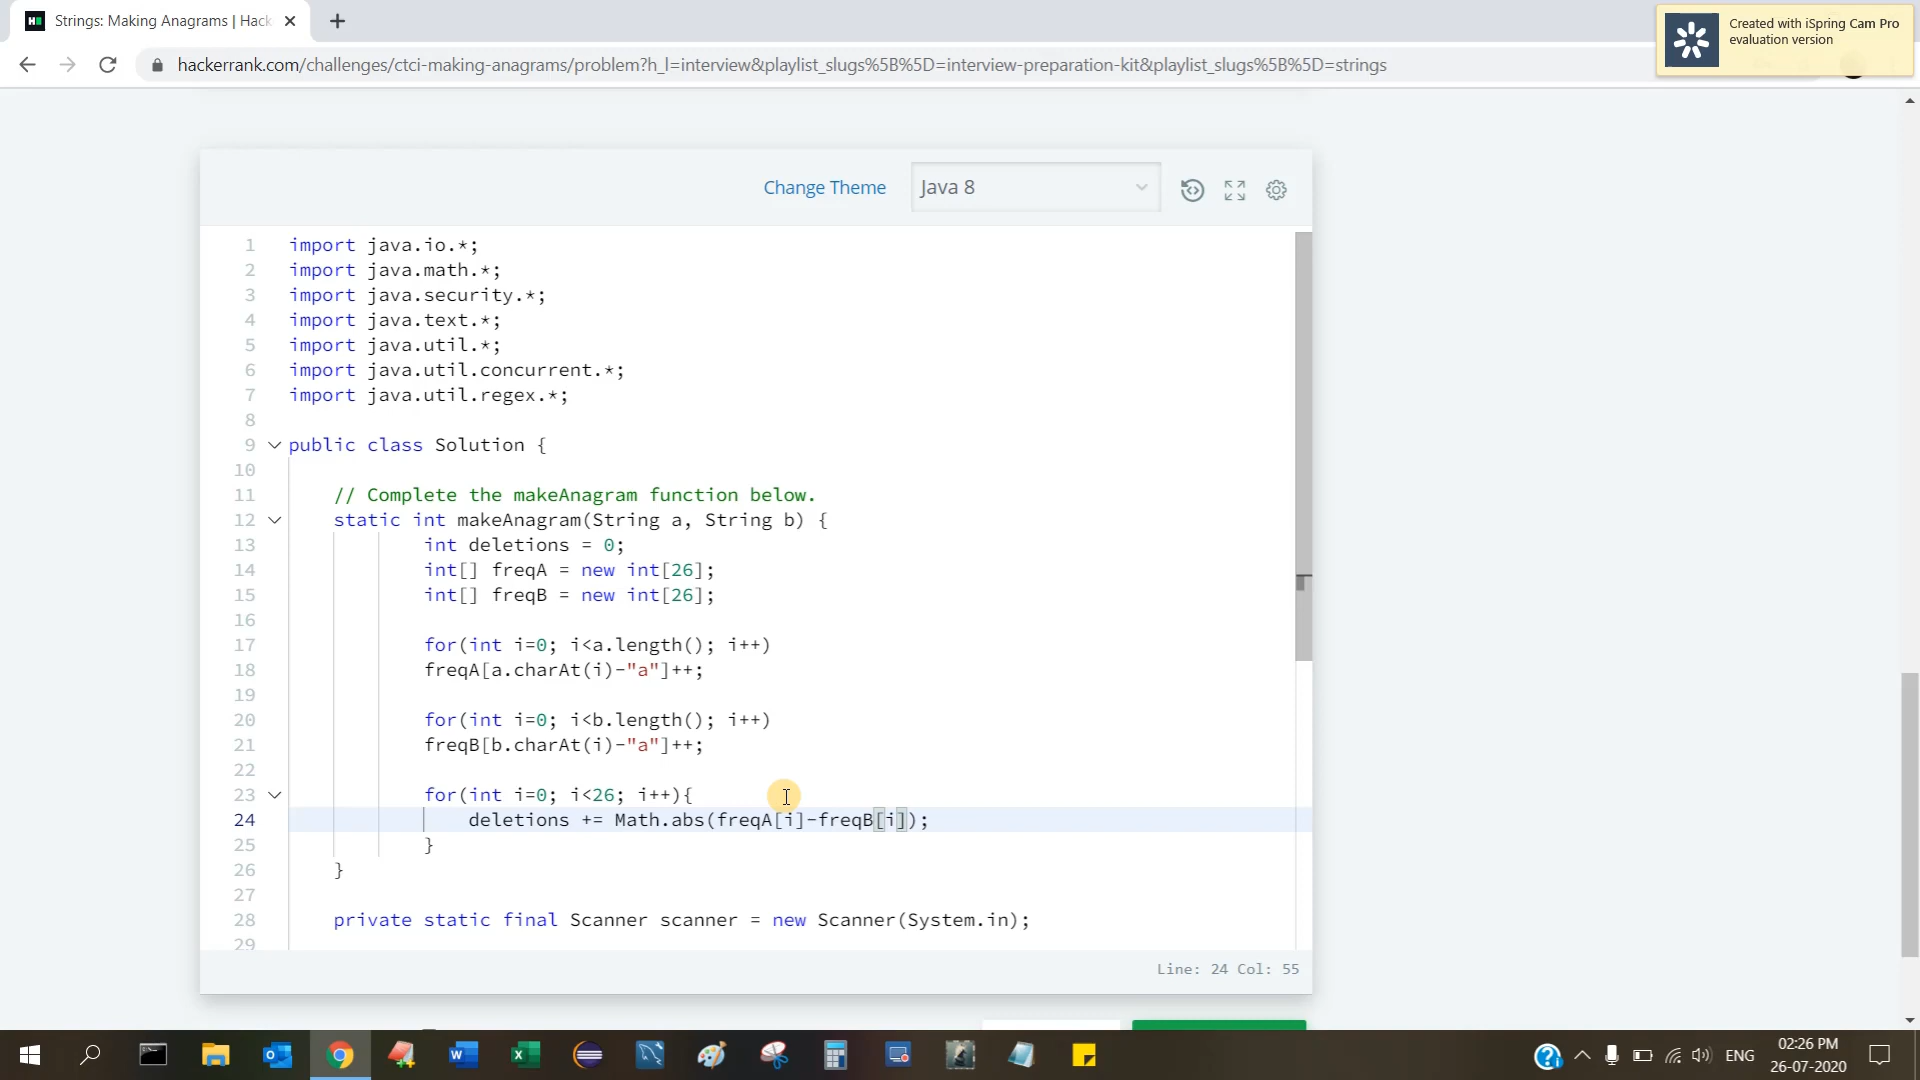 Strings: Making Anagrams | Hack
Created with iSpring Cam Pro
evaluation version
hackerrank.com/challenges/ctci-making-anagrams/problem?h_l=interview&playlist_slugs%5B%5D=interview-preparation-kit&playlist_slugs%5B%5D=strings
Change Theme
Java 8
1 import java.io.*;
2 import java.math.*;
3 import java.security.*;
4 import java.text.*;
5 import java.util.*;
6 import java.util.concurrent.*;
7 import java.util.regex.*;
8
9 public class Solution {
10
11 // Complete the makeAnagram function below.
12 static int makeAnagram(String a, String b) {
13 int deletions = 0;
14 int[] freqA = new int[26];
15 int[] freqB = new int[26];
16
17 for(int i=0; i<a.length(); i++)
18 freqA[a.charAt(i)-"a"]++;
19
20 for(int i=0; i<b.length(); i++)
21 freqB[b.charAt(i)-"a"]++;
22
23 for(int i=0; i<26; i++){
24 deletions += Math.abs(freqA[i]-freqB[i]);
25 }
26 }
27
28 private static final Scanner scanner = new Scanner(System.in);
29
Line: 24 Col: 55
ENG
02:26 PM
26-07-2020